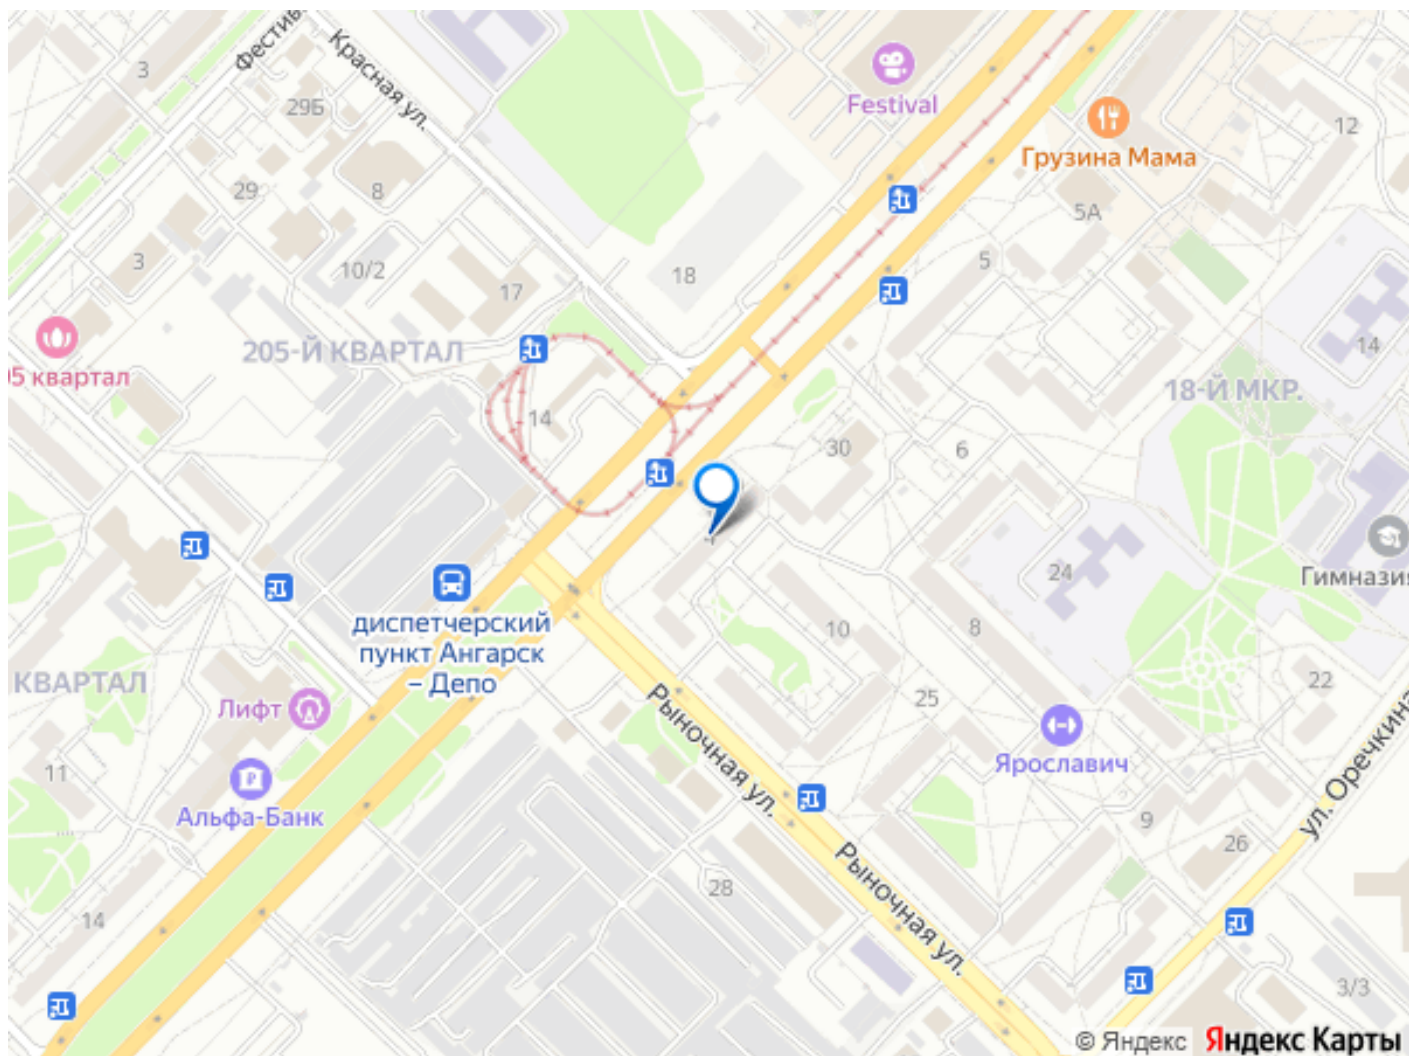 Фестив
Красная ул.
3
29Б
29
8
3
10/2
17
18
205-Й КВАРТАЛ
14
5 квартал
Festival
Грузина Мама
12
5А
5
14
18-Й МКР.
30
6
24
Гимназия
диспетчерский
пункт Ангарск
– Депо
10
8
КВАРТАЛ
Лифт
22
25
Рыночная ул.
Ярославич
11
Альфа-Банк
ул. Оречкина
9
26
28
Рыночная ул.
14
3/3
© Яндекс Яндекс Карты